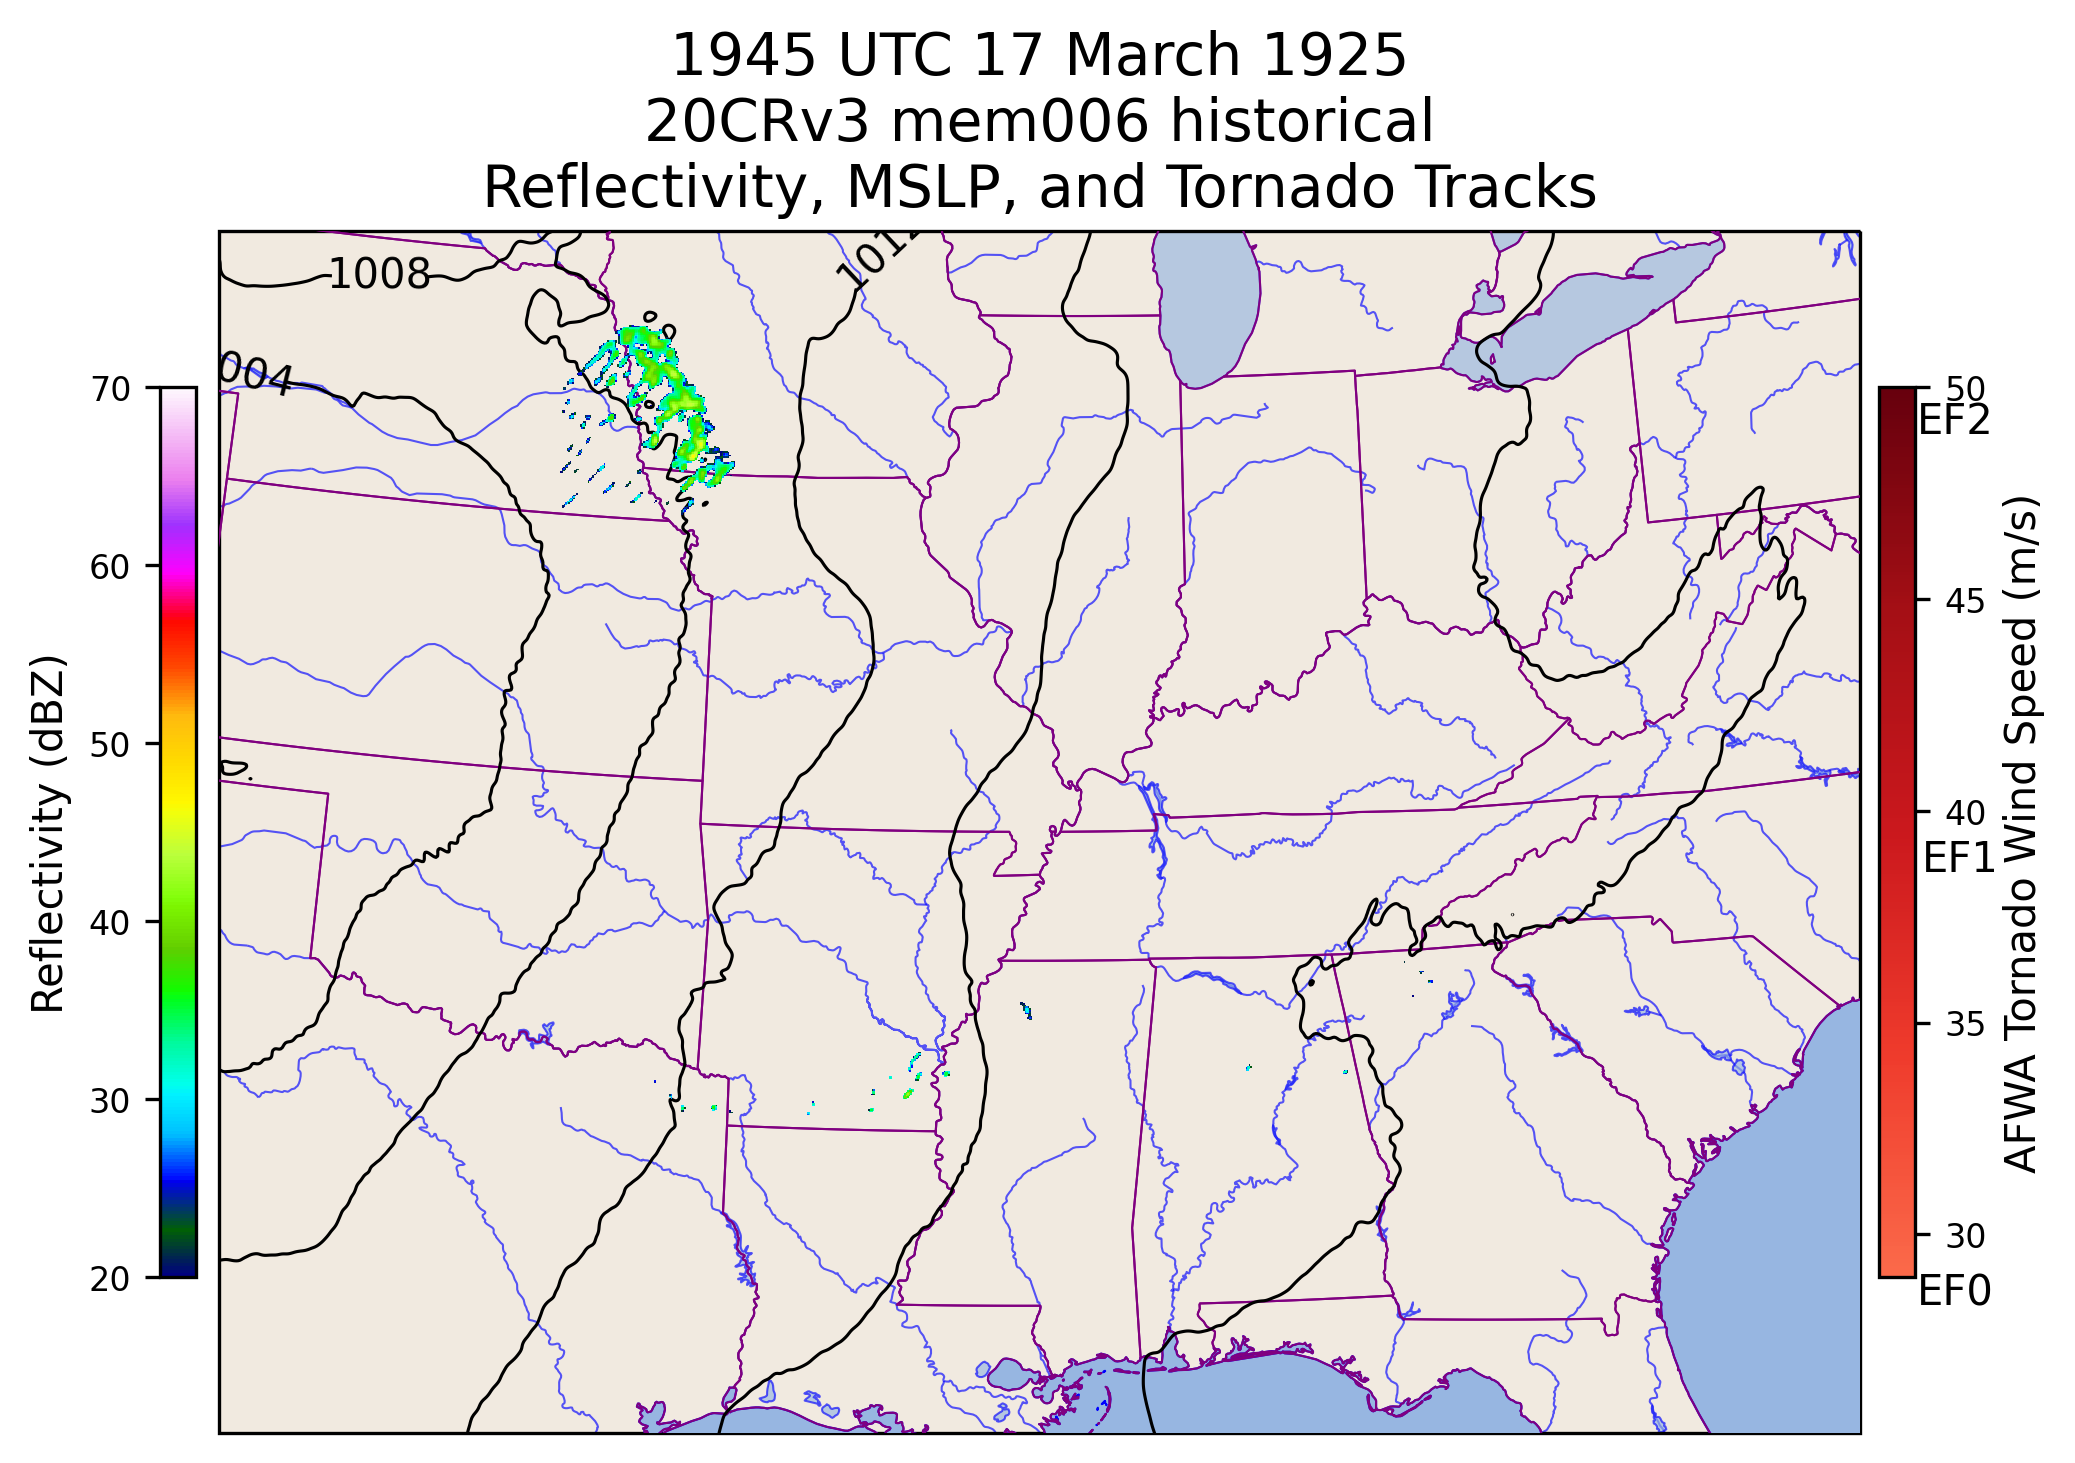 1945 UTC 17 March 1925
20CRv3 mem006 historical
Reflectivity, MSLP, and Tornado Tracks
1012
1008
004
70
60
50
40
30
20
Reflectivity (dBZ)
50
EF2
45
40
EF1
35
30
EF0
AFWA Tornado Wind Speed (m/s)